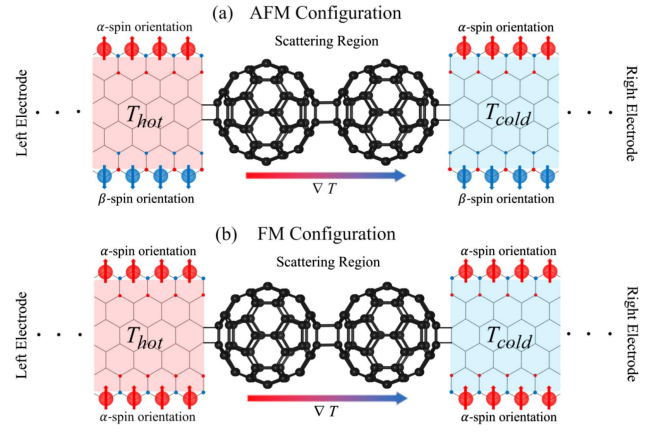 (a) AFM Configuration
α-spin orientation
α-spin orientation
Scattering Region
Left Electrode
. . .
T_hot
T_cold
. . .
Right Electrode
∇ T
β-spin orientation
β-spin orientation
(b) FM Configuration
α-spin orientation
α-spin orientation
Scattering Region
Left Electrode
. . .
T_hot
T_cold
. . .
Right Electrode
∇ T
α-spin orientation
α-spin orientation